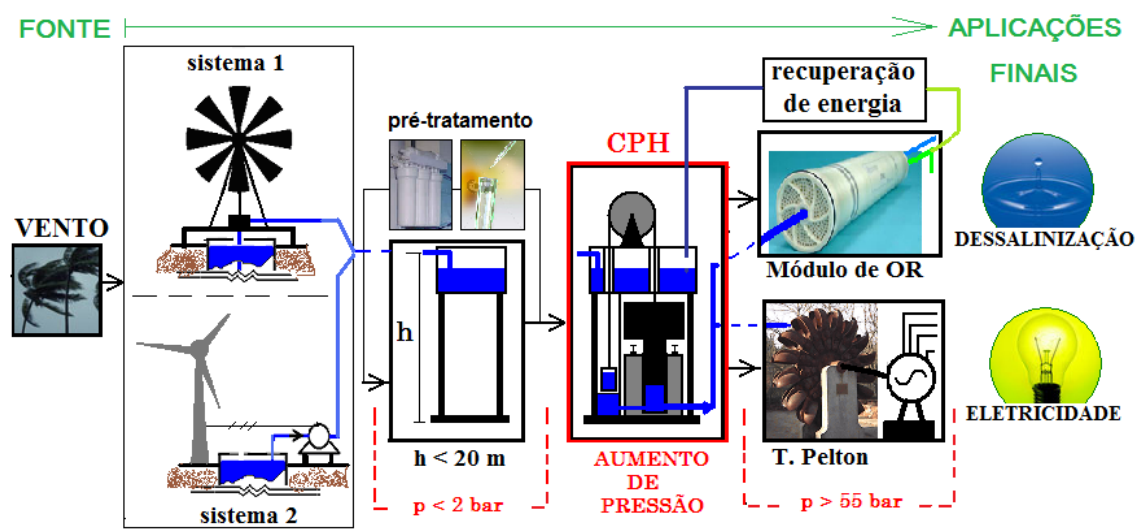 FONTE
APLICAÇÕES
FINAIS
sistema 1
recuperação
de energia
pré-tratamento
CPH
VENTO
DESSALINIZAÇÃO
Módulo de OR
h
h < 20 m
ELETRICIDADE
AUMENTO
DE
PRESSÃO
T. Pelton
p < 2 bar
p > 55 bar
sistema 2